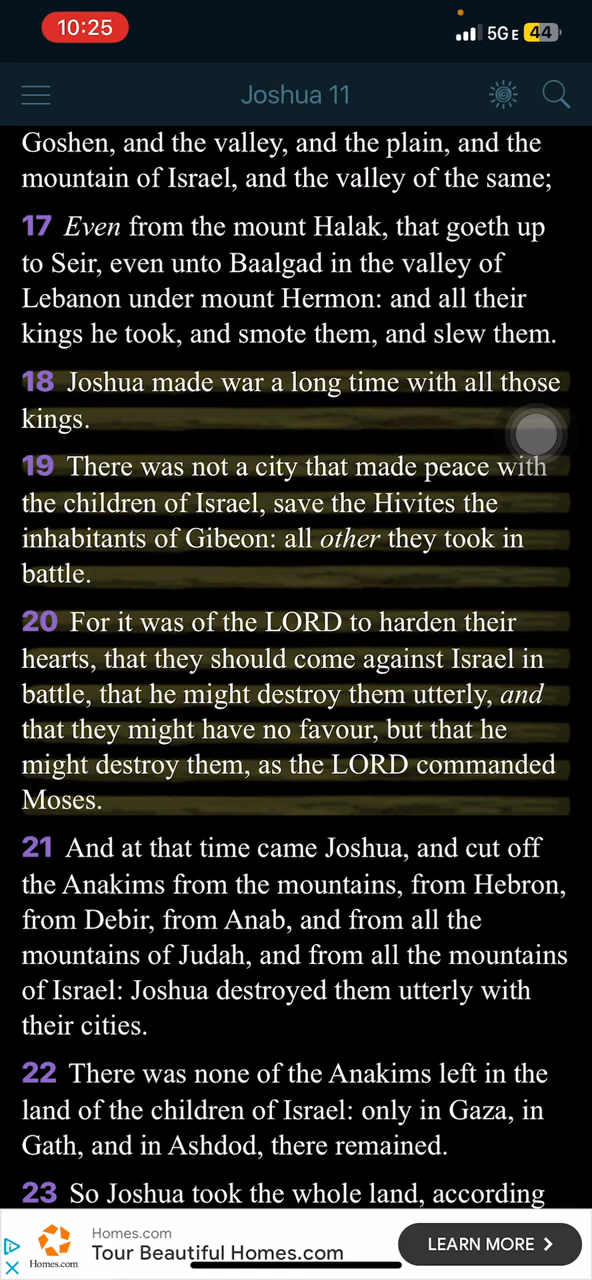 10:25
5GE 44
Joshua 11
Goshen, and the valley, and the plain, and the
mountain of Israel, and the valley of the same;
17 Even from the mount Halak, that goeth up
to Seir, even unto Baalgad in the valley of
Lebanon under mount Hermon: and all their
kings he took, and smote them, and slew them.
18 Joshua made war a long time with all those
kings.
19 There was not a city that made peace with
the children of Israel, save the Hivites the
inhabitants of Gibeon: all other they took in
battle.
20 For it was of the LORD to harden their
hearts, that they should come against Israel in
battle, that he might destroy them utterly, and
that they might have no favour, but that he
might destroy them, as the LORD commanded
Moses.
21 And at that time came Joshua, and cut off
the Anakims from the mountains, from Hebron,
from Debir, from Anab, and from all the
mountains of Judah, and from all the mountains
of Israel: Joshua destroyed them utterly with
their cities.
22 There was none of the Anakims left in the
land of the children of Israel: only in Gaza, in
Gath, and in Ashdod, there remained.
23 So Joshua took the whole land, according
Homes.com
Tour Beautiful Homes.com
LEARN MORE
Homes.com